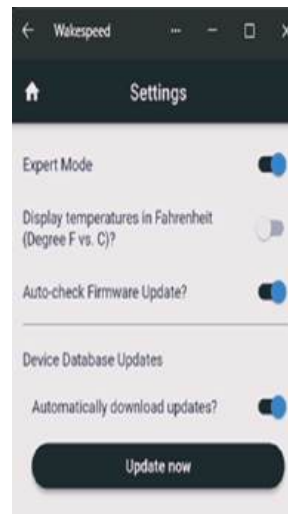 Wakespeed
Settings
Expert Mode
Display temperatures in Fahrenheit
(Degree F vs. C)?
Auto-check Firmware Update?
Device Database Updates
Automatically download updates?
Update now